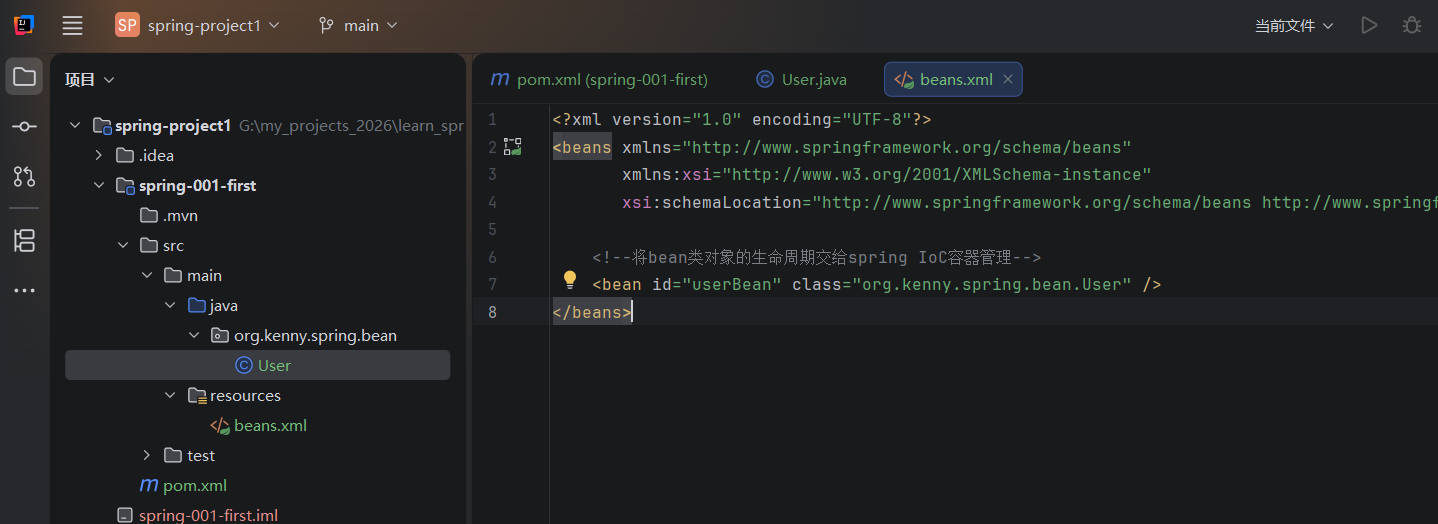 SP spring-project1 main 当前文件
项目
spring-project1 G:\my_projects_2026\learn_spr
.idea
spring-001-first
.mvn
src
main
java
org.kenny.spring.bean
User
resources
beans.xml
test
pom.xml
spring-001-first.iml
pom.xml (spring-001-first) User.java beans.xml
1 <?xml version="1.0" encoding="UTF-8"?>
2 <beans xmlns="http://www.springframework.org/schema/beans"
3 xmlns:xsi="http://www.w3.org/2001/XMLSchema-instance"
4 xsi:schemaLocation="http://www.springframework.org/schema/beans http://www.springf
5
6 <!--将bean类对象的生命周期交给spring IoC容器管理-->
7 <bean id="userBean" class="org.kenny.spring.bean.User" />
8 </beans>